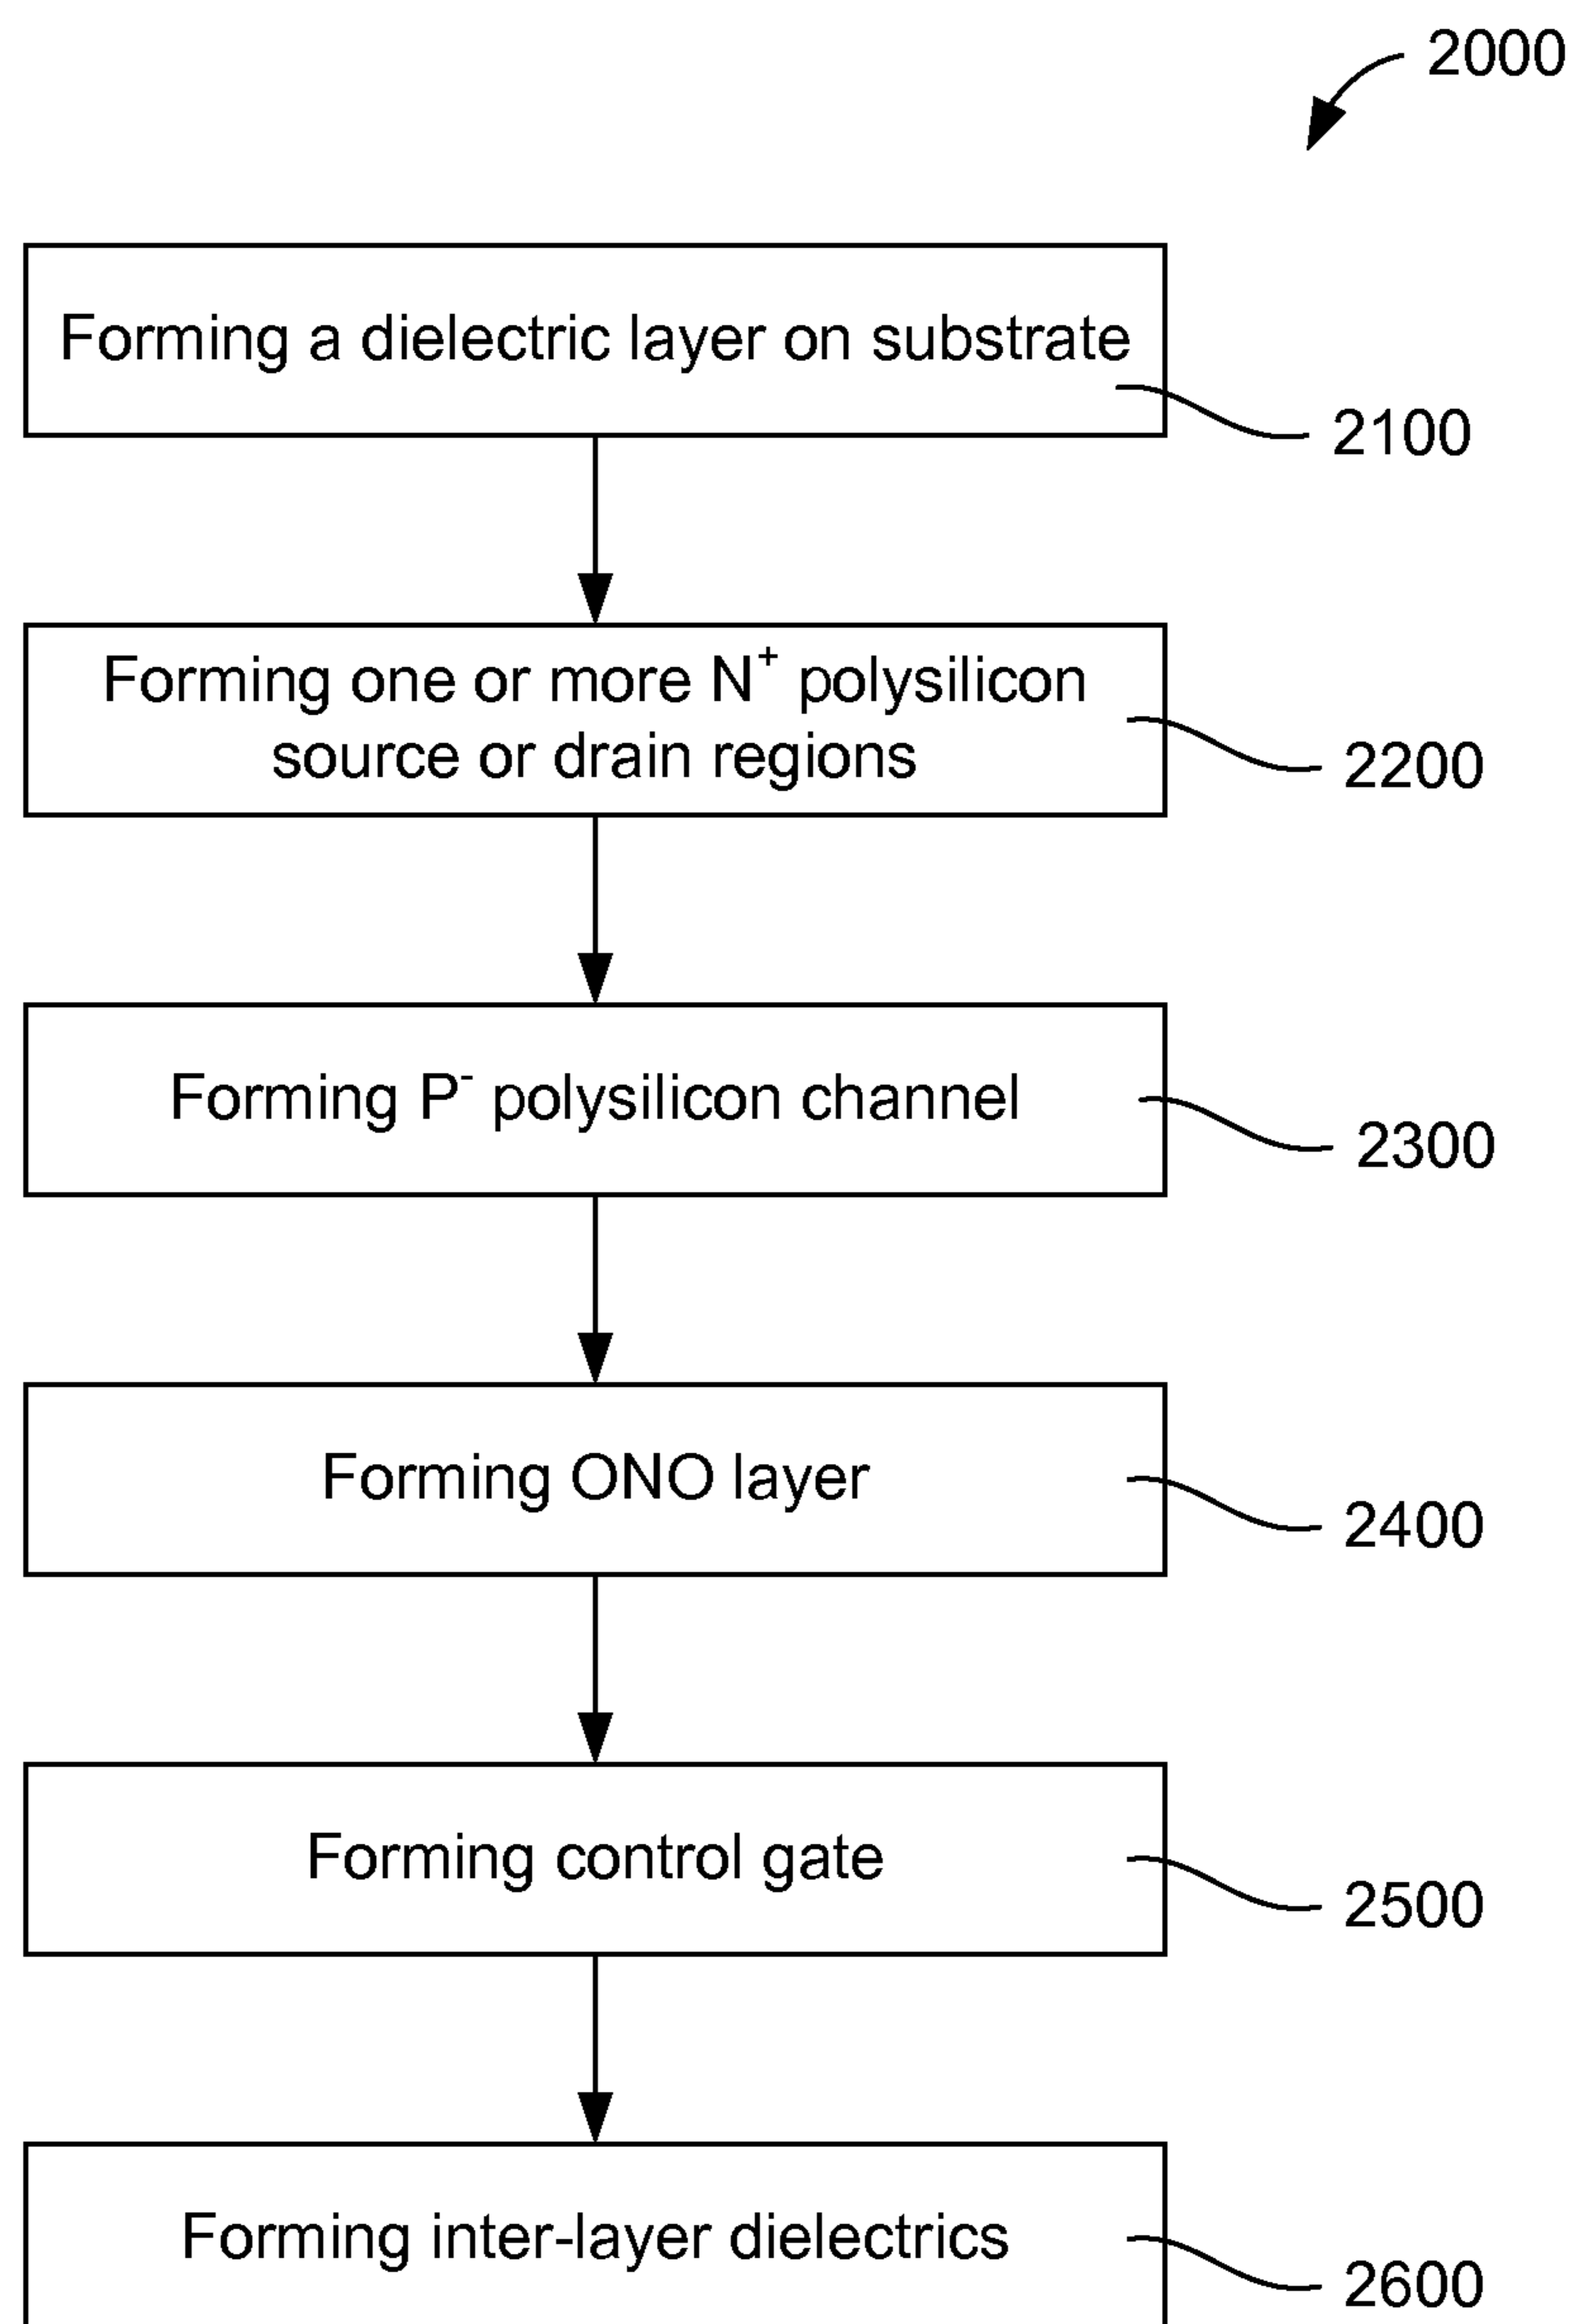 2000
Forming a dielectric layer on substrate
2100
Forming one or more N⁺ polysilicon
source or drain regions
2200
Forming P⁻ polysilicon channel
2300
Forming ONO layer
2400
Forming control gate
2500
Forming inter-layer dielectrics
2600